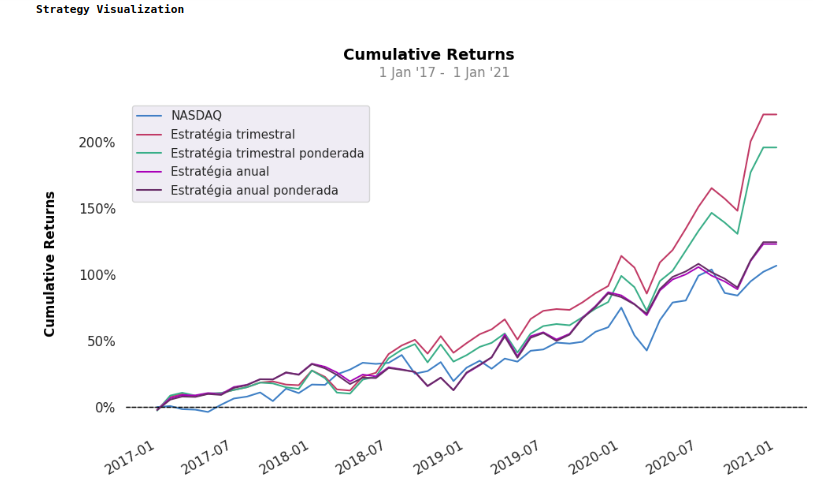 Strategy Visualization
Cumulative Returns
1 Jan '17 -  1 Jan '21
NASDAQ
Estratégia trimestral
Estratégia trimestral ponderada
Estratégia anual
Estratégia anual ponderada
Cumulative Returns
200%
150%
100%
50%
0%
2017-01
2017-07
2018-01
2018-07
2019-01
2019-07
2020-01
2020-07
2021-01